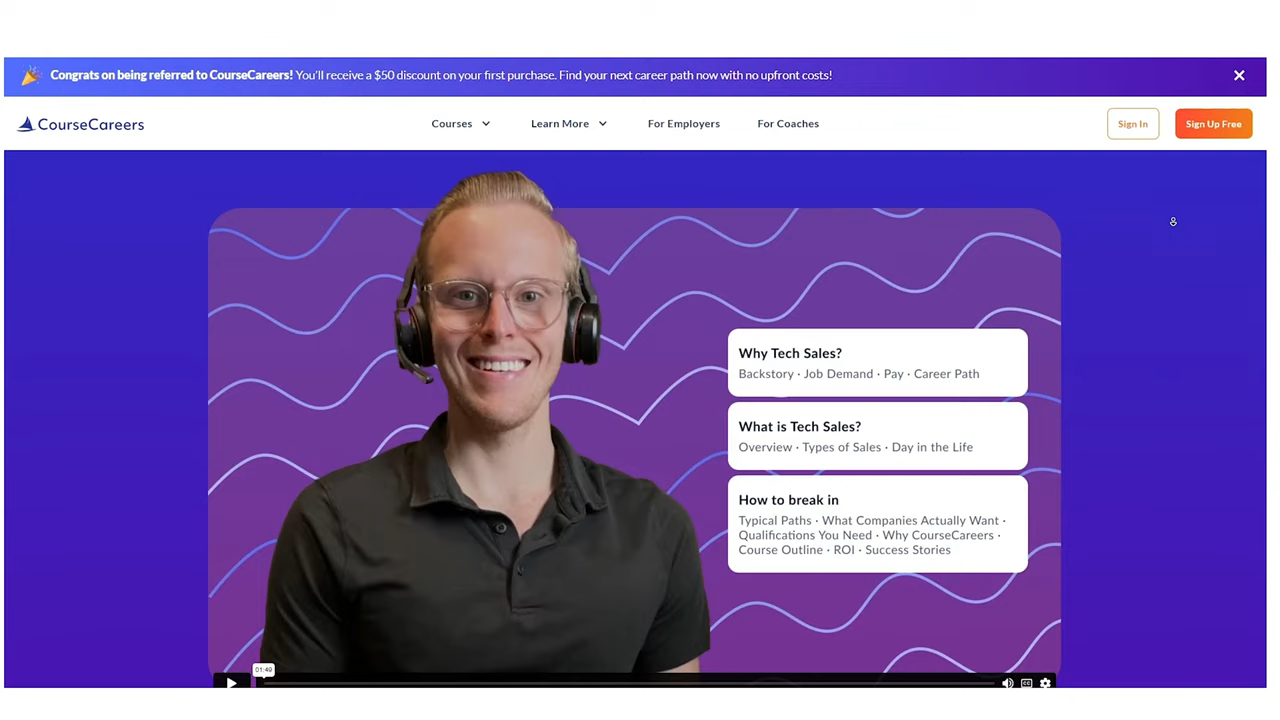 Congrats on being referred to CourseCareers! You'll receive a $50 discount on your first purchase. Find your next career path now with no upfront costs!
CourseCareers
Courses
Learn More
For Employers
For Coaches
Sign In
Sign Up Free
Why Tech Sales?
Backstory · Job Demand · Pay · Career Path
What is Tech Sales?
Overview · Types of Sales · Day in the Life
How to break in
Typical Paths · What Companies Actually Want ·
Qualifications You Need · Why CourseCareers ·
Course Outline · ROI · Success Stories
01:49